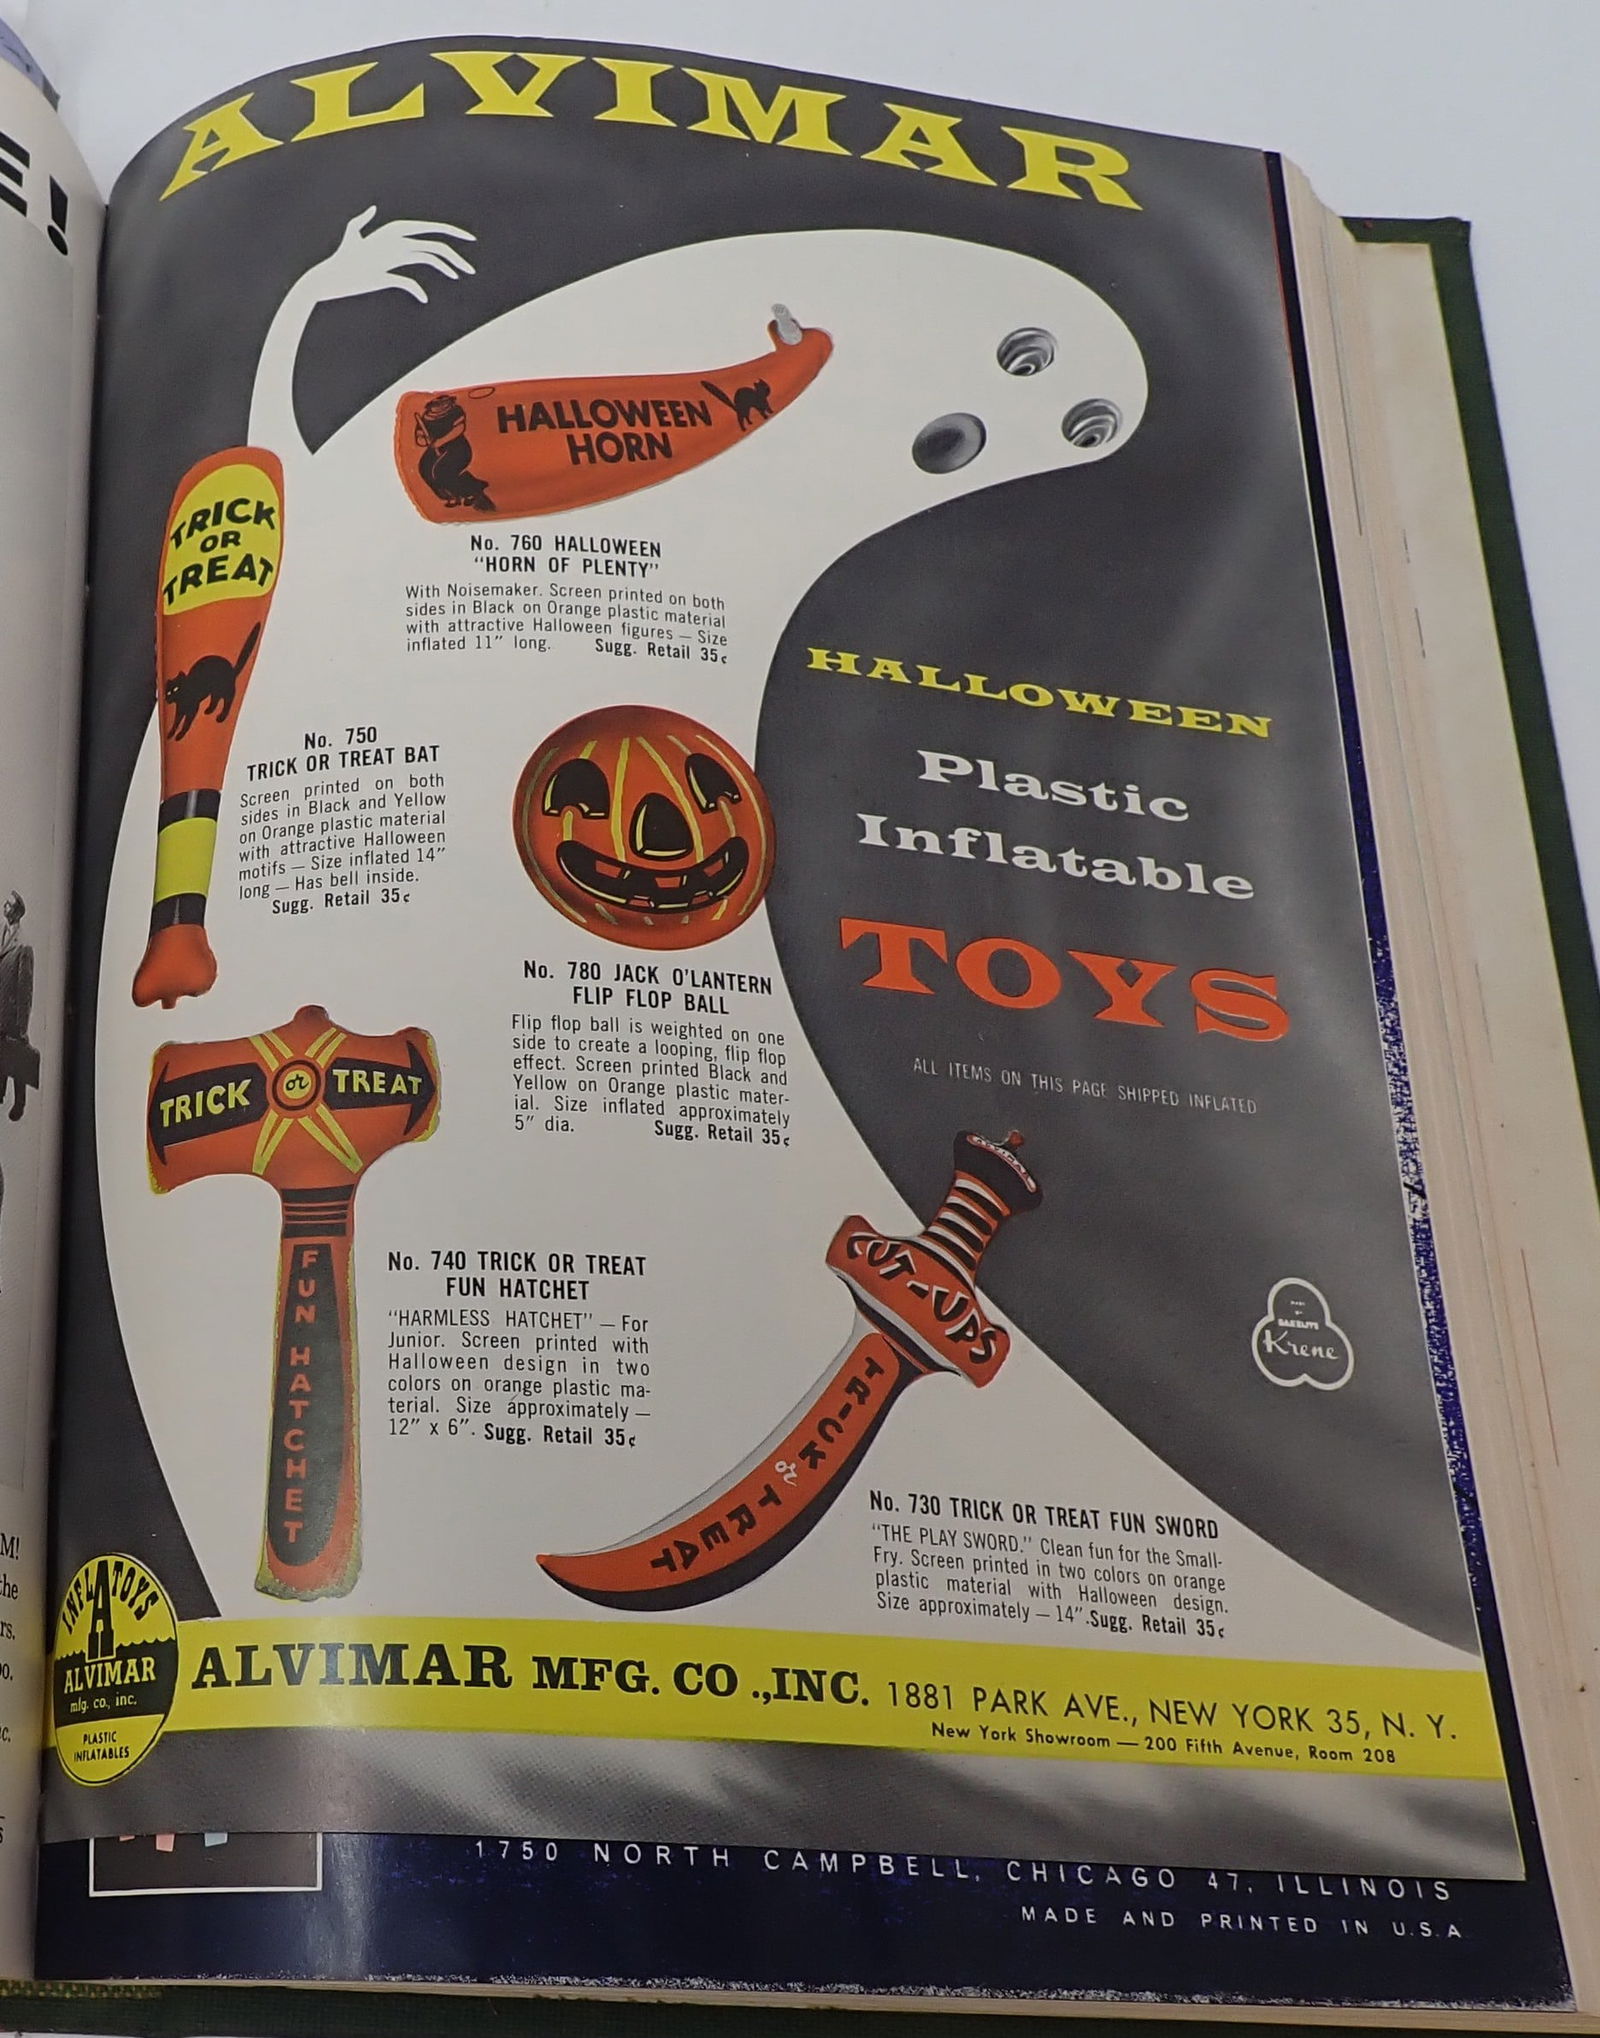 E!
ALVIMAR
HALLOWEEN
HORN
No. 760 HALLOWEEN
“HORN OF PLENTY”
With Noisemaker. Screen printed on both
sides in Black on Orange plastic material
with attractive Halloween figures — Size
inflated 11” long. Sugg. Retail 35¢
TRICK
OR
TREAT
No. 750
TRICK OR TREAT BAT
Screen printed on both
sides in Black and Yellow
on Orange plastic material
with attractive Halloween
motifs — Size inflated 14”
long — Has bell inside.
Sugg. Retail 35¢
No. 780 JACK O'LANTERN
FLIP FLOP BALL
Flip flop ball is weighted on one
side to create a looping, flip flop
effect. Screen printed Black and
Yellow on Orange plastic mater-
ial. Size inflated approximately
5” dia. Sugg. Retail 35¢
HALLOWEEN
Plastic
Inflatable
TOYS
ALL ITEMS ON THIS PAGE SHIPPED INFLATED
TRICK or TREAT
FUN HATCHET
No. 740 TRICK OR TREAT
FUN HATCHET
“HARMLESS HATCHET” — For
Junior. Screen printed with
Halloween design in two
colors on orange plastic ma-
terial. Size approximately —
12” x 6”. Sugg. Retail 35¢
ALVIMAR
CUT-UPS
TRICK or TREAT
BAKELITE
Krene
No. 730 TRICK OR TREAT FUN SWORD
“THE PLAY SWORD.” Clean fun for the Small-
Fry. Screen printed in two colors on orange
plastic material with Halloween design.
Size approximately — 14”. Sugg. Retail 35¢
M!
the
rs.
INFLATOYS
ALVIMAR
mfg. co., inc.
PLASTIC
INFLATABLES
ALVIMAR MFG. CO., INC. 1881 PARK AVE., NEW YORK 35, N. Y.
New York Showroom — 200 Fifth Avenue, Room 208
1750 NORTH CAMPBELL, CHICAGO 47, ILLINOIS
MADE AND PRINTED IN U.S.A